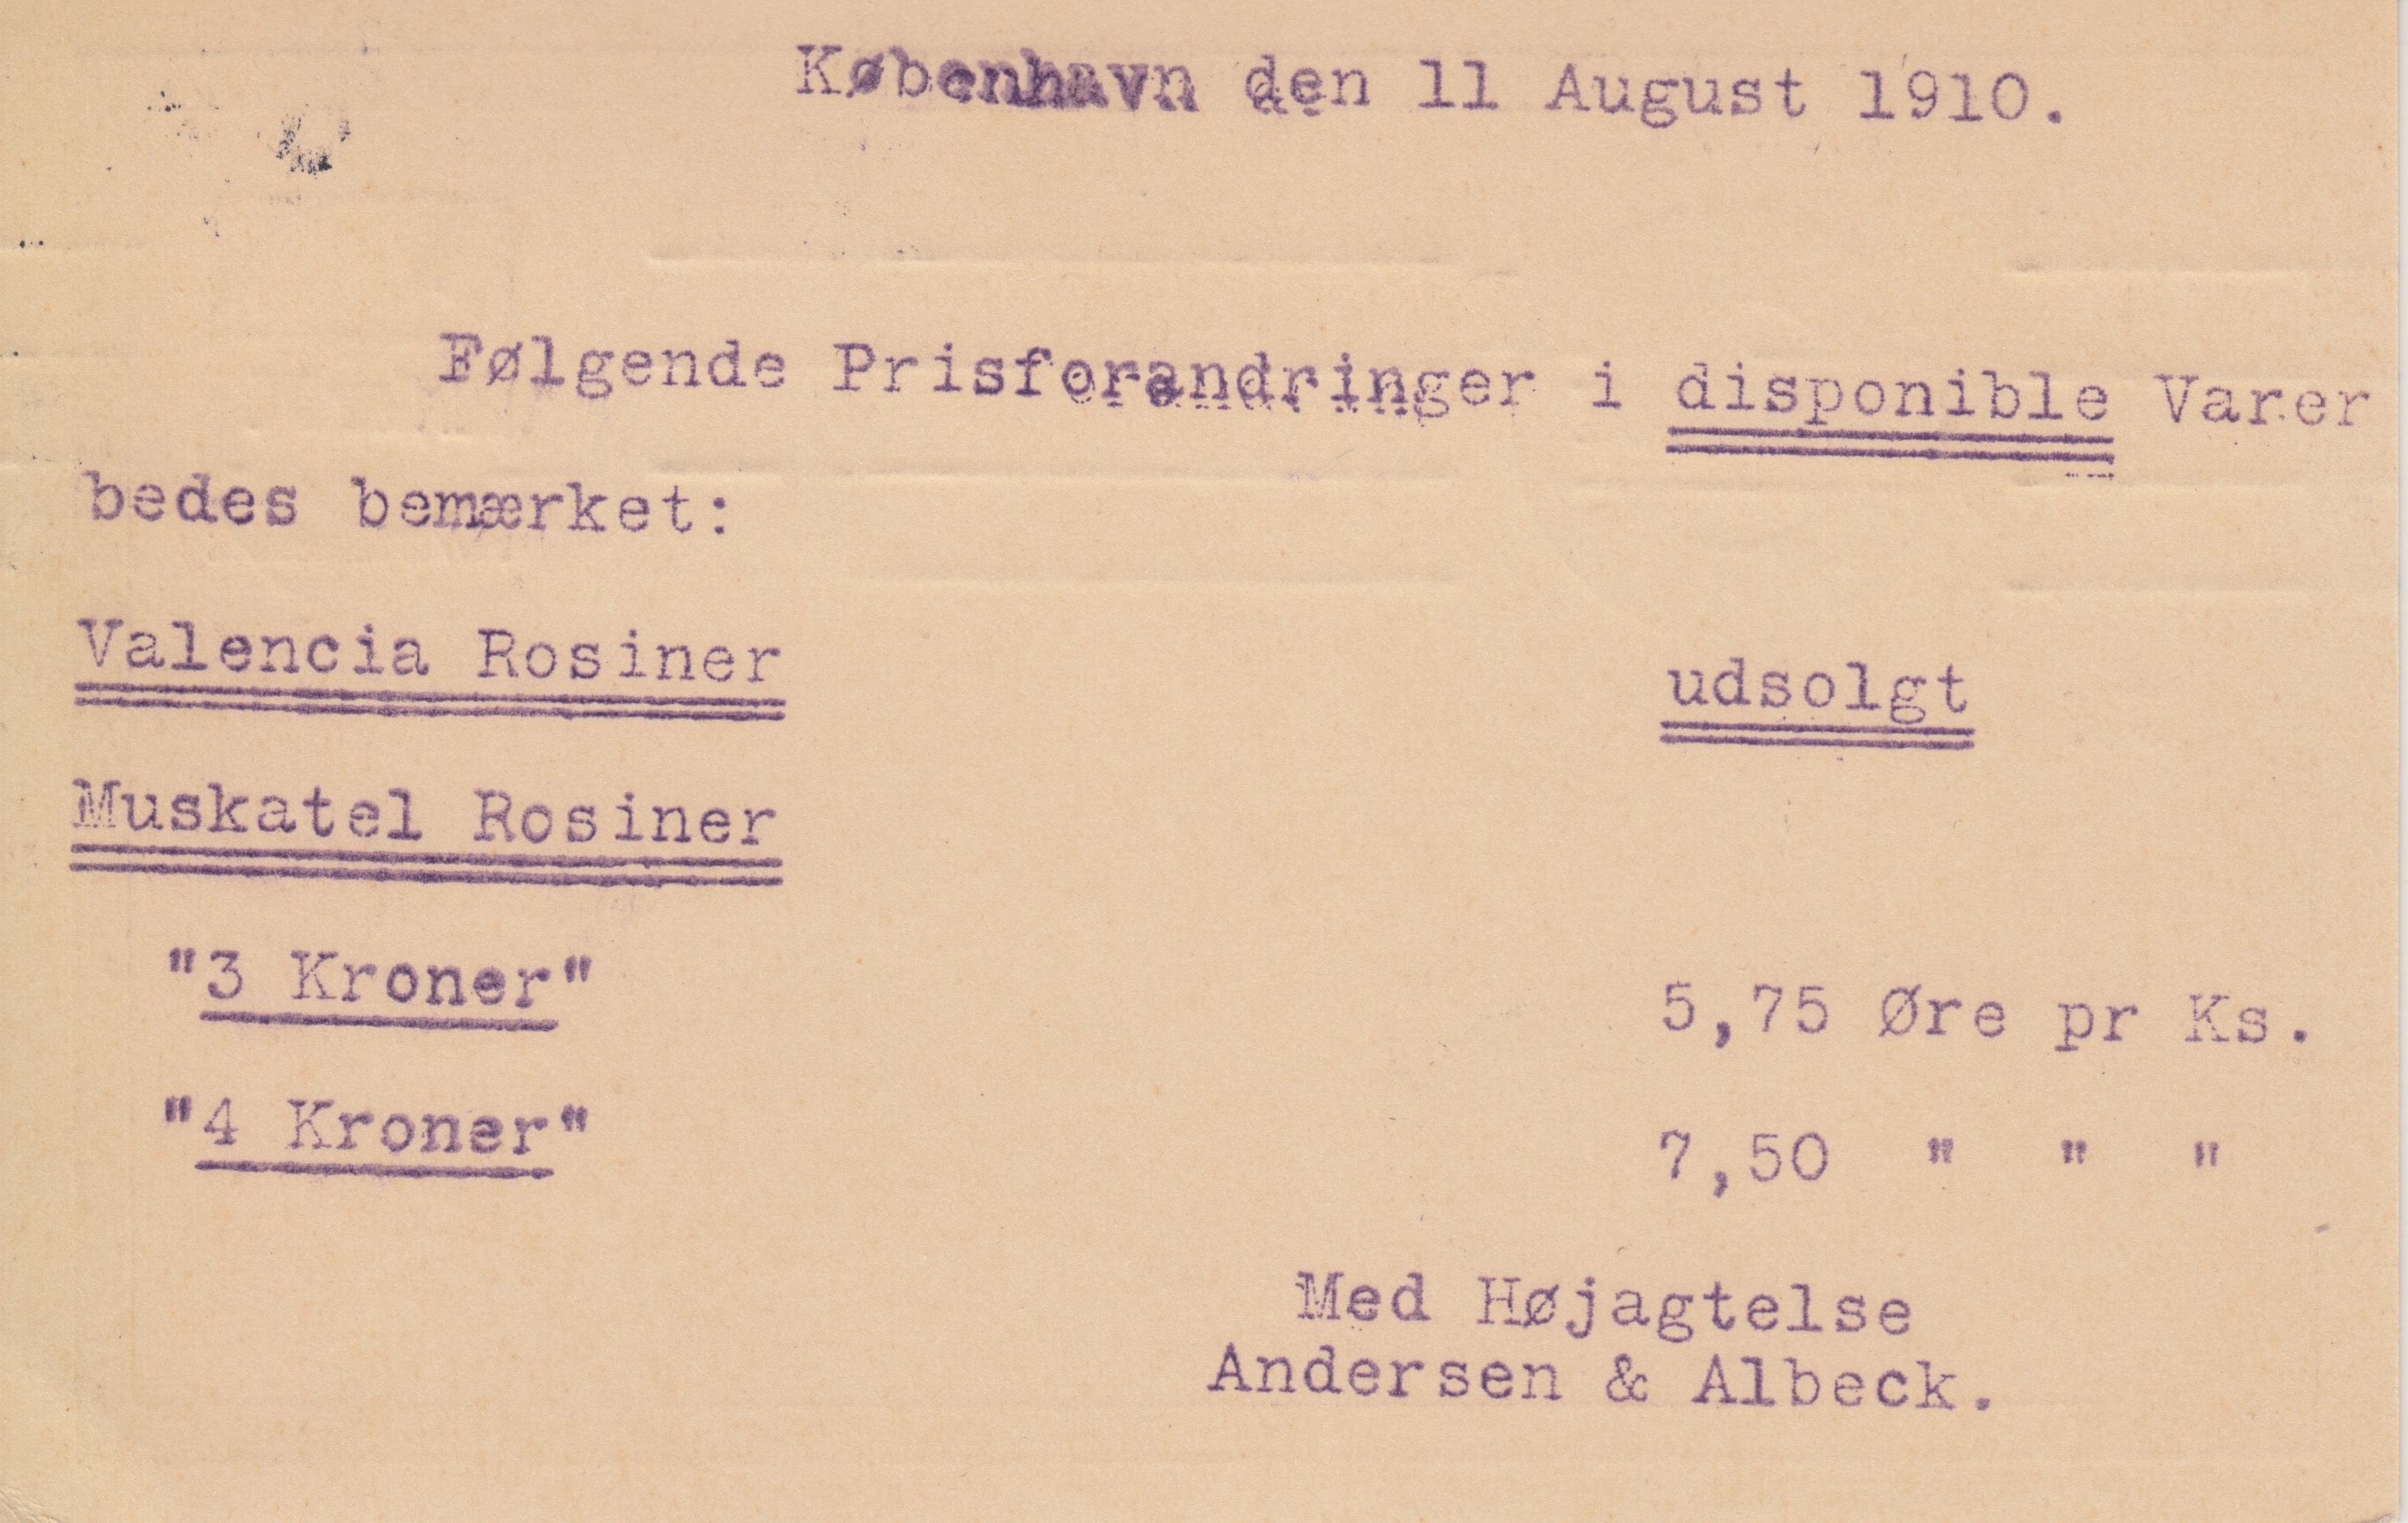 København den 11 August 1910.
Følgende Prisforandringer i disponible Varer
bedes bemærket:
Valencia Rosiner udsolgt
Muskatel Rosiner
"3 Kroner" 5,75 Øre pr Ks.
"4 Kroner" 7,50 " " "
Med Højagtelse
Andersen & Albeck.